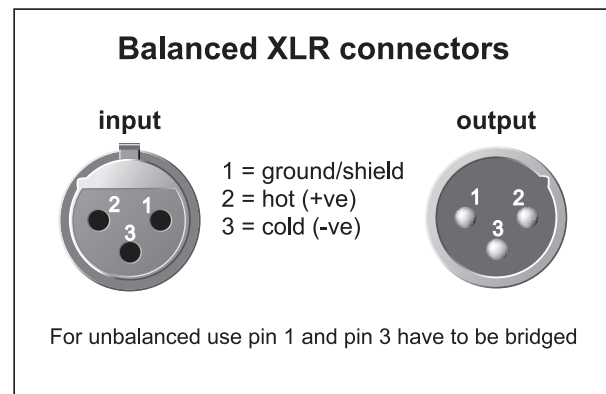 Balanced XLR connectors
input
output
1 = ground/shield
2 = hot (+ve)
3 = cold (-ve)
2 1
3
1 2
3
For unbalanced use pin 1 and pin 3 have to be bridged